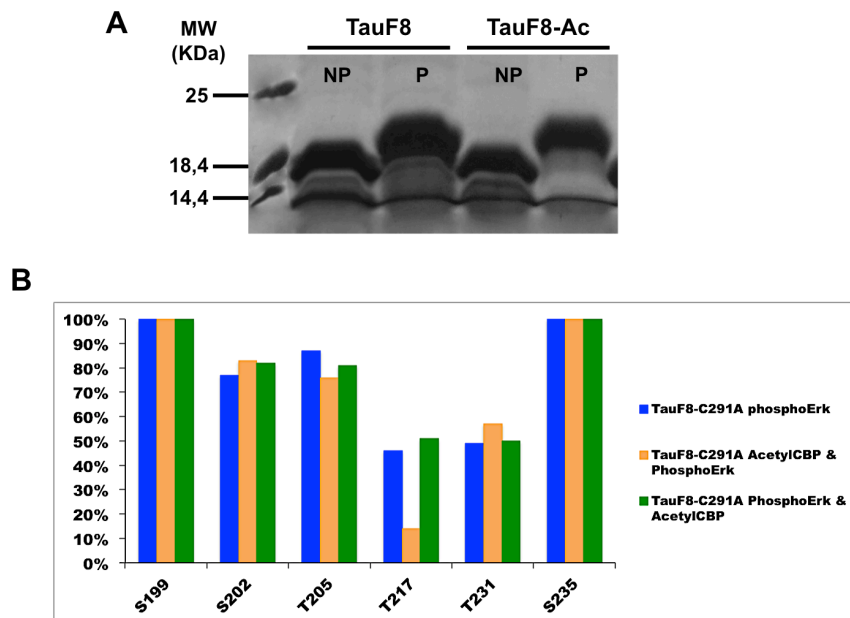 A
MW
(KDa)
TauF8
TauF8-Ac
NP
P
NP
P
25
18,4
14,4
B
100%
90%
80%
70%
60%
50%
40%
30%
20%
10%
0%
S199
S202
T205
T217
T231
S235
TauF8-C291A phosphoErk
TauF8-C291A AcetylCBP &
PhosphoErk
TauF8-C291A PhosphoErk &
AcetylCBP